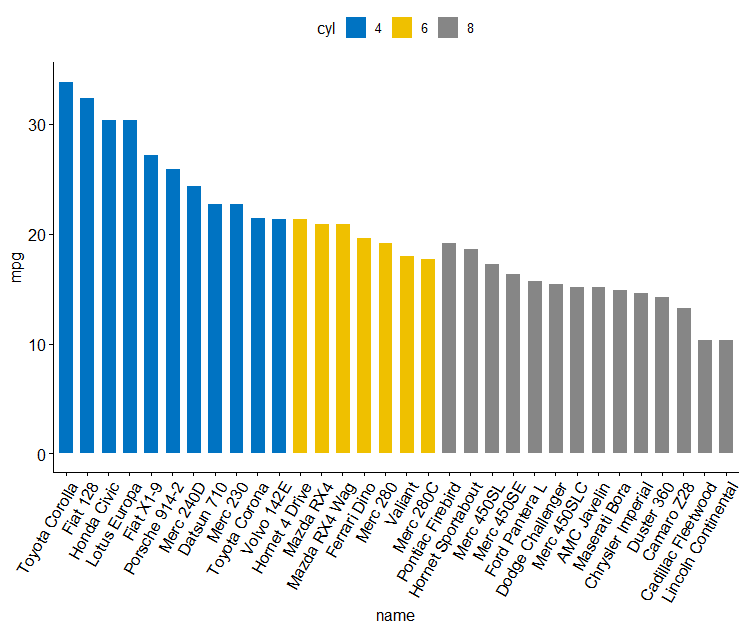 cyl 4 6 8
mpg
30
20
10
0
Toyota Corolla
Fiat 128
Honda Civic
Lotus Europa
Fiat X1-9
Porsche 914-2
Merc 240D
Datsun 710
Merc 230
Toyota Corona
Volvo 142E
Hornet 4 Drive
Mazda RX4
Mazda RX4 Wag
Ferrari Dino
Merc 280
Valiant
Merc 280C
Pontiac Firebird
Hornet Sportabout
Merc 450SL
Merc 450SE
Ford Pantera L
Dodge Challenger
Merc 450SLC
AMC Javelin
Maserati Bora
Chrysler Imperial
Duster 360
Camaro Z28
Cadillac Fleetwood
Lincoln Continental
name